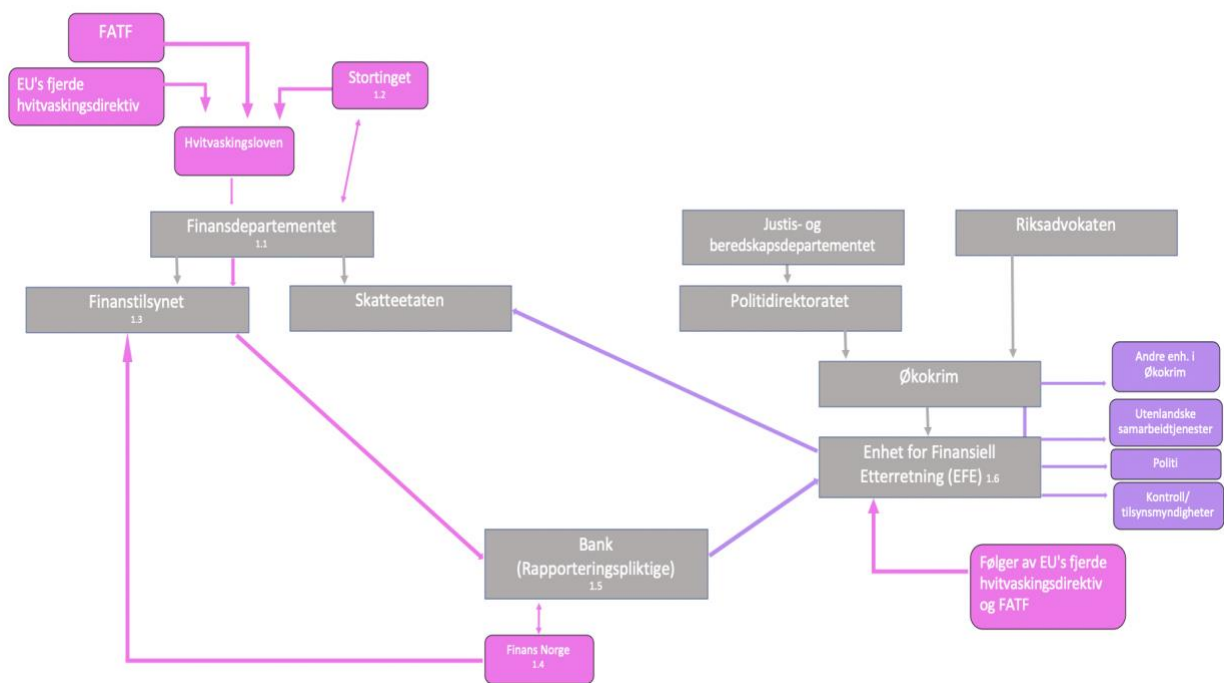 FATF
EU's fjerde
hvitvaskingsdirektiv
Stortinget
1.2
Hvitvaskingsloven
Finansdepartementet
1.1
Justis- og
beredskapsdepartementet
Riksadvokaten
Finanstilsynet
1.3
Skatteetaten
Politidirektoratet
Økokrim
Andre enh. i
Økokrim
Utenlandske
samarbeidtjenester
Enhet for Finansiell
Etterretning (EFE) 1.6
Politi
Kontroll/
tilsynsmyndigheter
Bank
(Rapporteringspliktige)
1.5
Følger av EU's fjerde
hvitvaskingsdirektiv
og FATF
Finans Norge
1.4